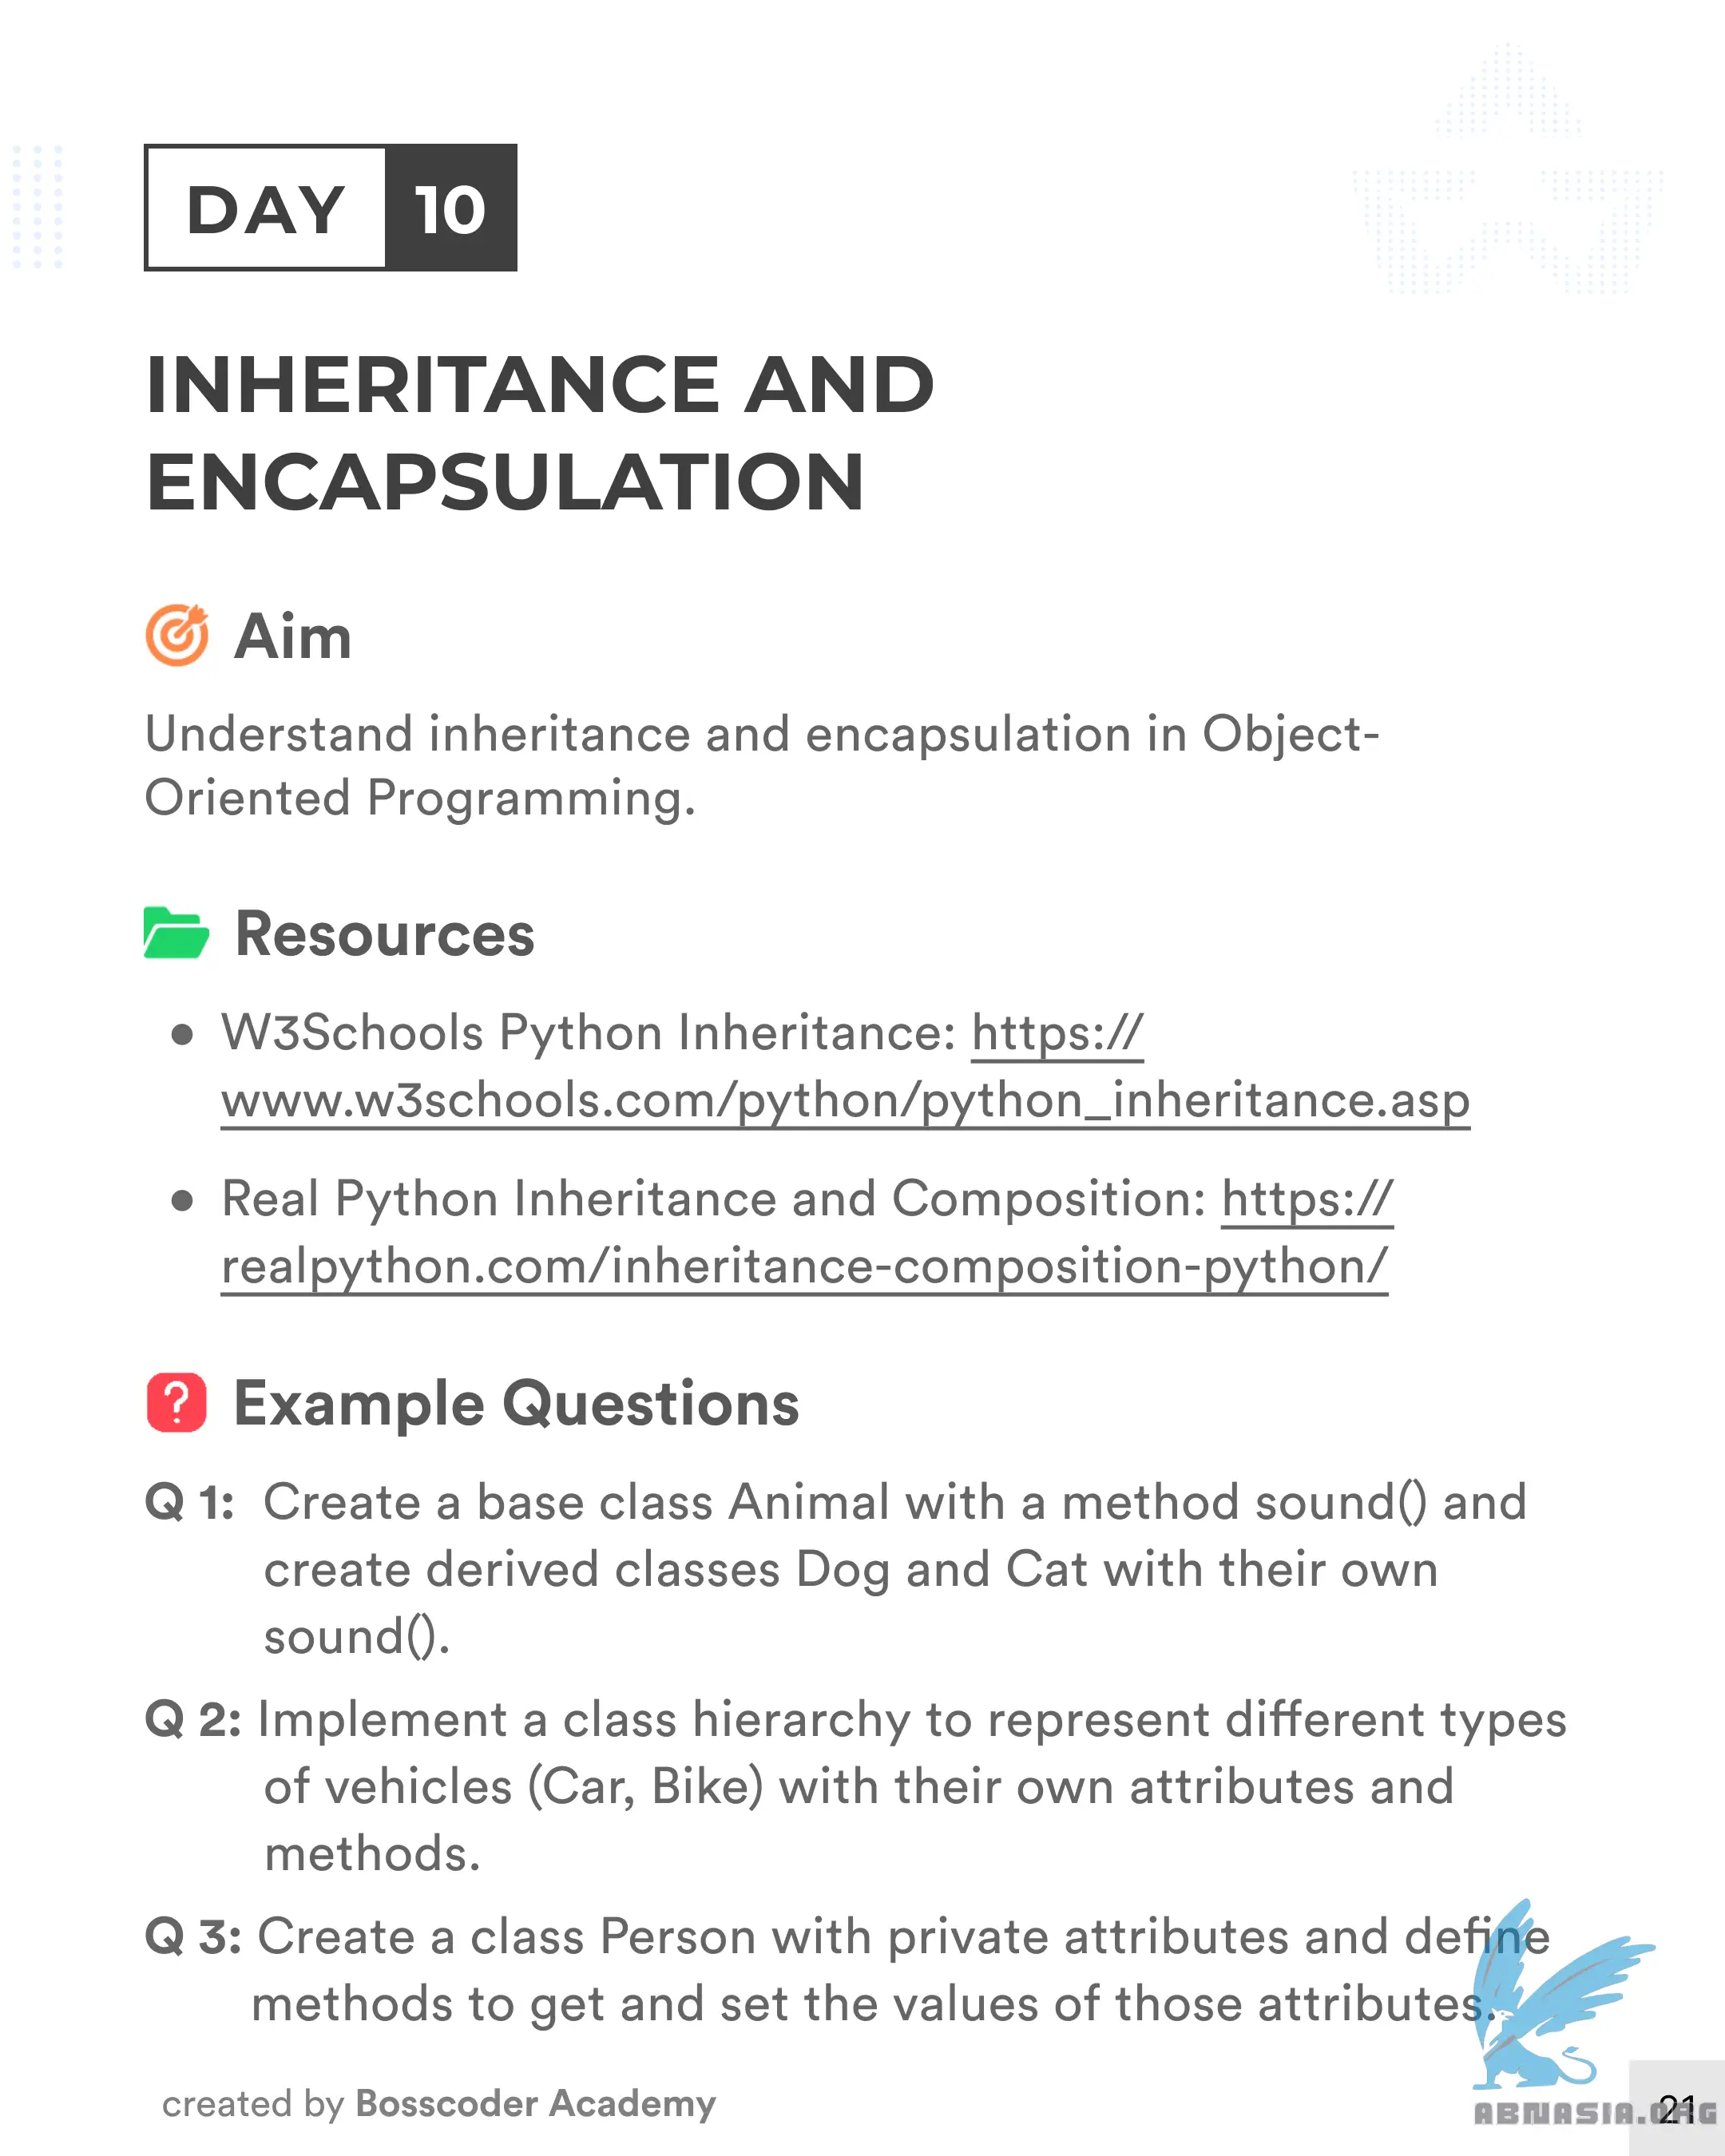 DAY 10
INHERITANCE AND
ENCAPSULATION
Aim
Understand inheritance and encapsulation in Object-
Oriented Programming.
Resources
● W3Schools Python Inheritance: https://
www.w3schools.com/python/python_inheritance.asp
● Real Python Inheritance and Composition: https://
realpython.com/inheritance-composition-python/
? Example Questions
Q 1: Create a base class Animal with a method sound() and
create derived classes Dog and Cat with their own
sound().
Q 2: Implement a class hierarchy to represent different types
of vehicles (Car, Bike) with their own attributes and
methods.
Q 3: Create a class Person with private attributes and define
methods to get and set the values of those attributes.
created by Bosscoder Academy
21
ABNASIA.ORG